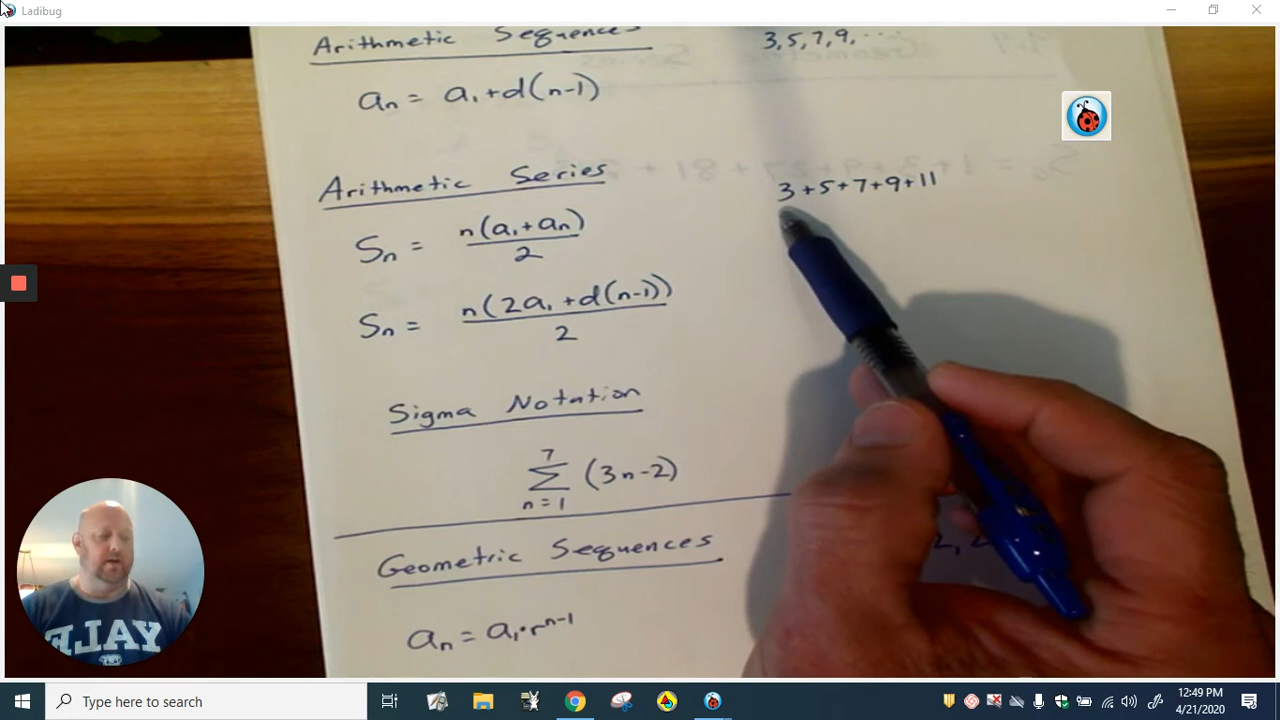 Ladibug
Arithmetic Sequences
3, 5, 7, 9, ...
aₙ = a₁ + d(n-1)
Arithmetic Series
3 + 5 + 7 + 9 + 11
Sₙ = n(a₁ + aₙ) / 2
Sₙ = n(2a₁ + d(n-1)) / 2
Sigma Notation
7
Σ (3n-2)
n=1
Geometric Sequences
aₙ = a₁·rⁿ⁻¹
YALE
Type here to search
12:49 PM
4/21/2020